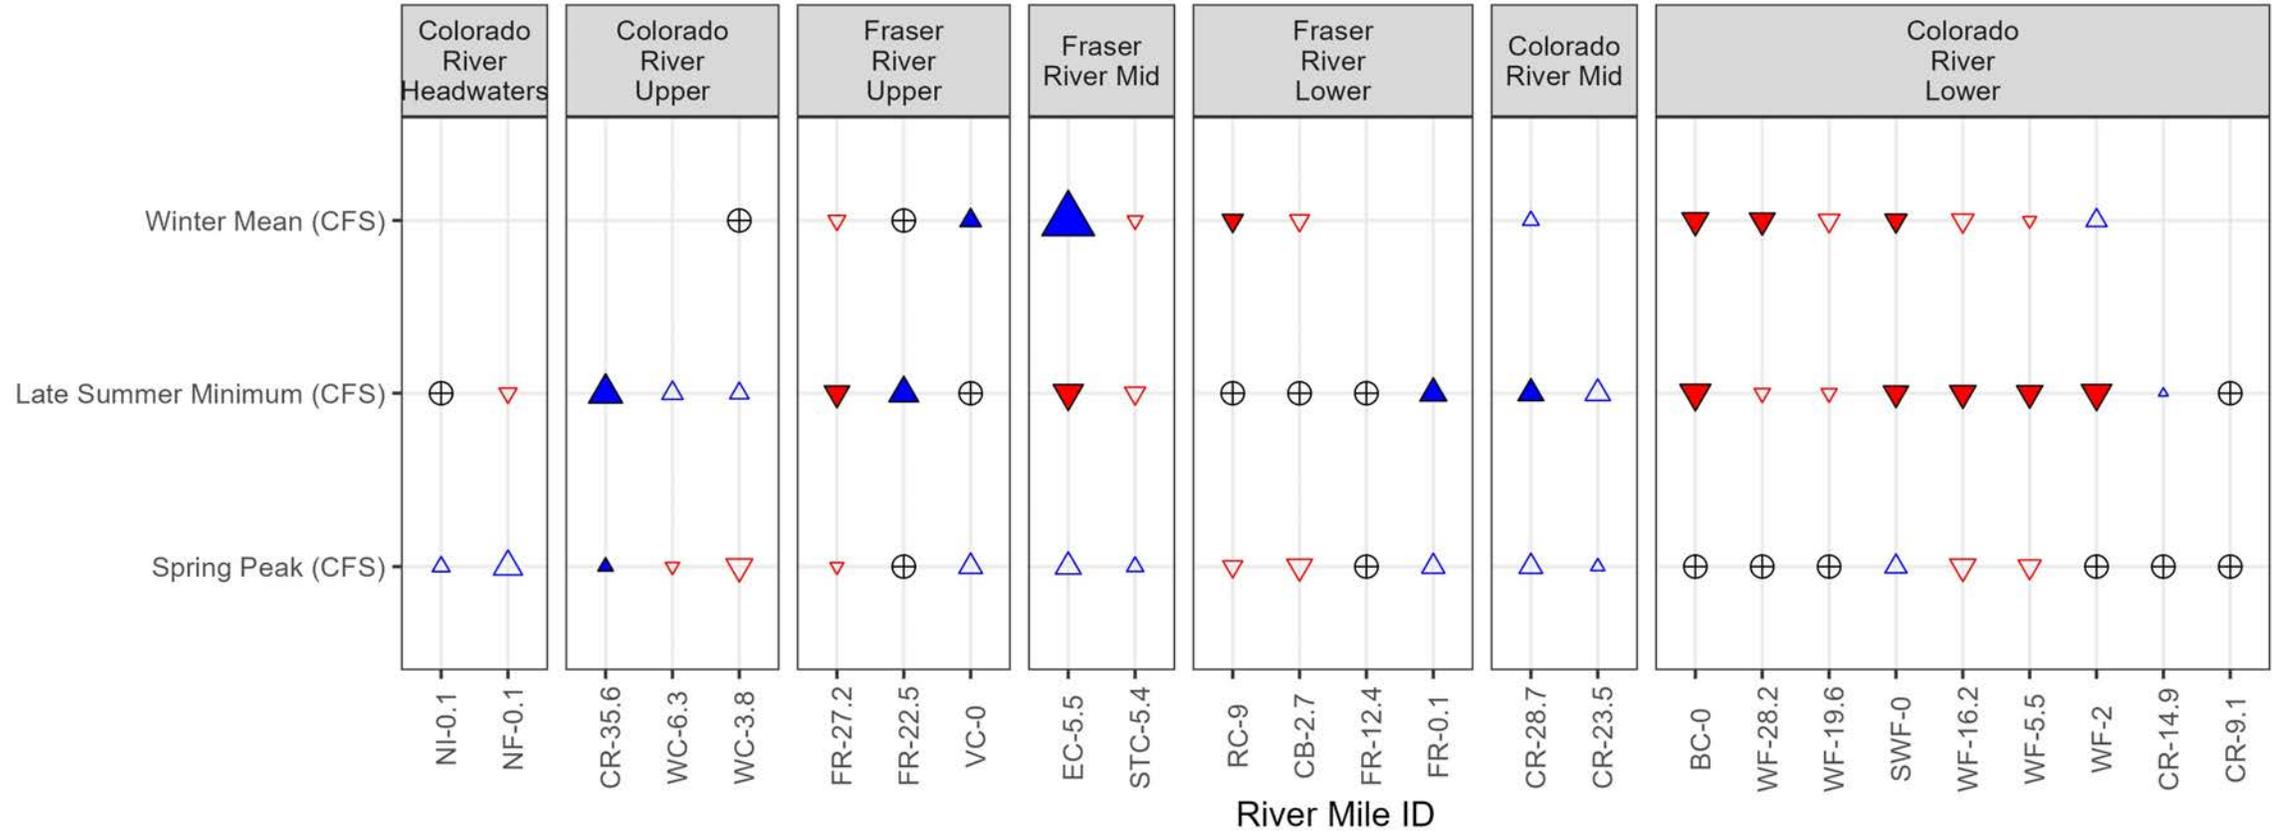 Colorado
River
Headwaters
Colorado
River
Upper
Fraser
River
Upper
Fraser
River Mid
Fraser
River
Lower
Colorado
River Mid
Colorado
River
Lower
Winter Mean (CFS)
Late Summer Minimum (CFS)
Spring Peak (CFS)
NI-0.1
NF-0.1
CR-35.6
WC-6.3
WC-3.8
FR-27.2
FR-22.5
VC-0
EC-5.5
STC-5.4
RC-9
CB-2.7
FR-12.4
FR-0.1
CR-28.7
CR-23.5
BC-0
WF-28.2
WF-19.6
SWF-0
WF-16.2
WF-5.5
WF-2
CR-14.9
CR-9.1
River Mile ID